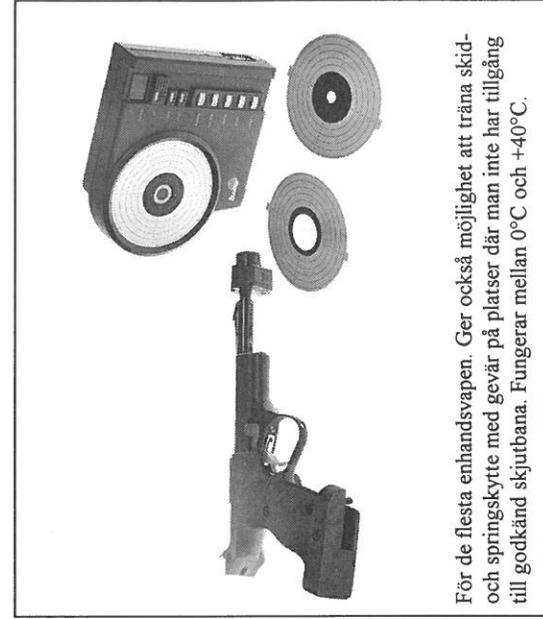 För de flesta enhandsvapen. Ger också möjlighet att träna skid-
och springskytte med gevär på platser där man inte har tillgång
till godkänd skjutbana. Fungerar mellan 0°C och +40°C.